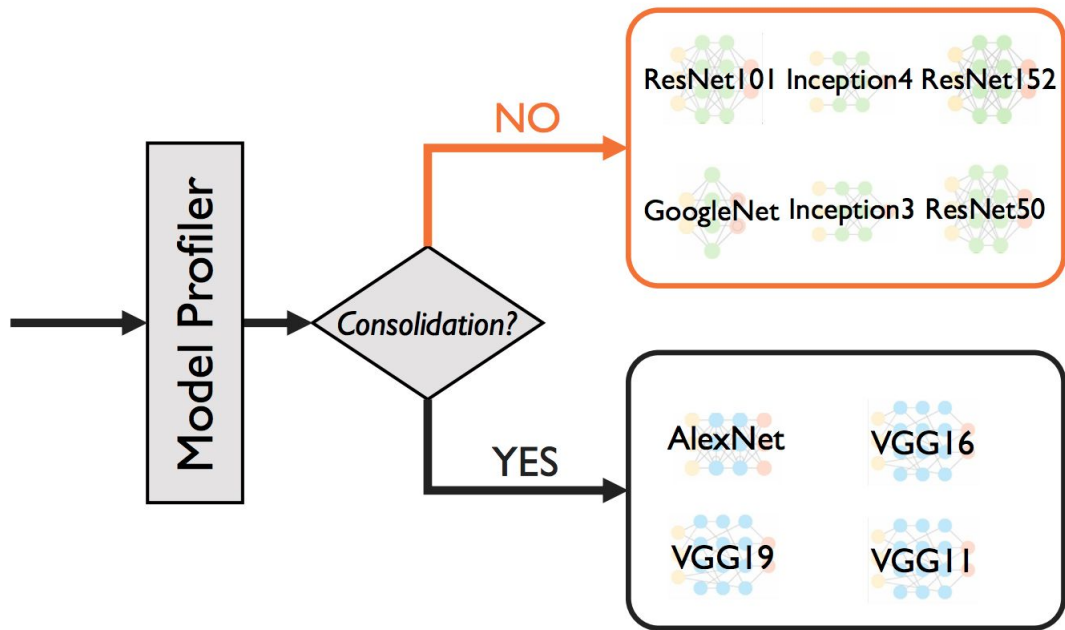 Model Profiler
Consolidation?
NO
ResNet101 Inception4 ResNet152
GoogleNet Inception3 ResNet50
YES
AlexNet VGG16
VGG19 VGG11